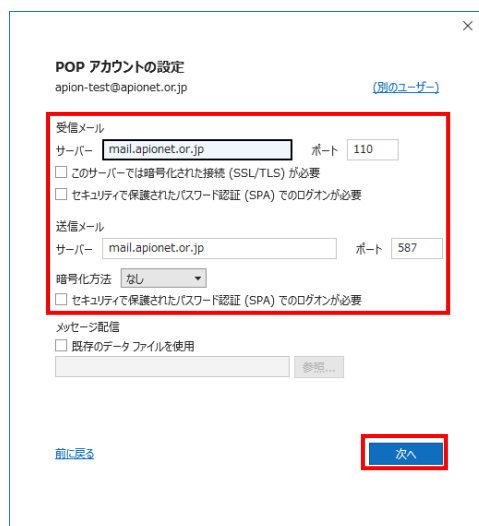 POP アカウントの設定
apion-test@apionet.or.jp (別のユーザー)
受信メール
サーバー mail.apionet.or.jp ポート 110
このサーバーでは暗号化された接続 (SSL/TLS) が必要
セキュリティで保護されたパスワード認証 (SPA) でのログオンが必要
送信メール
サーバー mail.apionet.or.jp ポート 587
暗号化方法 なし
セキュリティで保護されたパスワード認証 (SPA) でのログオンが必要
メッセージ配信
既存のデータ ファイルを使用
参照...
前に戻る 次へ